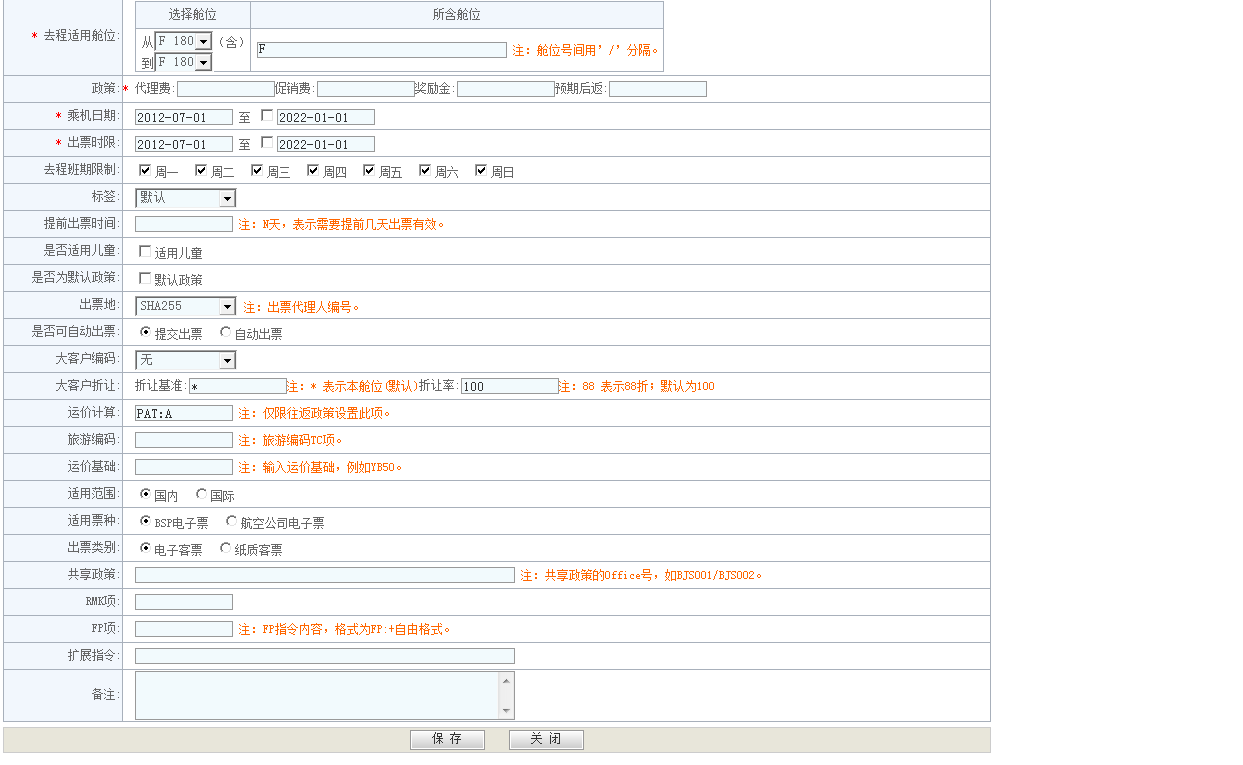 选择舱位 所含舱位
* 去程适用舱位: 从 F 180 (含) F 注: 舱位号间用’/’分隔。
到 F 180
政策:* 代理费: 促销费: 奖励金: 预期后返:
* 乘机日期: 2012-07-01 至 2022-01-01
* 出票时限: 2012-07-01 至 2022-01-01
去程班期限制: 周一 周二 周三 周四 周五 周六 周日
标签: 默认
提前出票时间: 注: N天，表示需要提前几天出票有效。
是否适用儿童: 适用儿童
是否为默认政策: 默认政策
出票地: SHA255 注: 出票代理人编号。
是否可自动出票: 提交出票 自动出票
大客户编码: 无
大客户折让: 折让基准: * 注: * 表示本舱位(默认)折让率: 100 注: 88 表示88折；默认为100
运价计算: PAT:A 注: 仅限往返政策设置此项。
旅游编码: 注: 旅游编码TC项。
运价基础: 注: 输入运价基础，例如YB50。
适用范围: 国内 国际
适用票种: BSP电子票 航空公司电子票
出票类别: 电子客票 纸质客票
共享政策: 注: 共享政策的Office号，如BJS001/BJS002。
RMK项:
FP项: 注: FP指令内容，格式为FP:+自由格式。
扩展指令:
备注:
保 存 关 闭